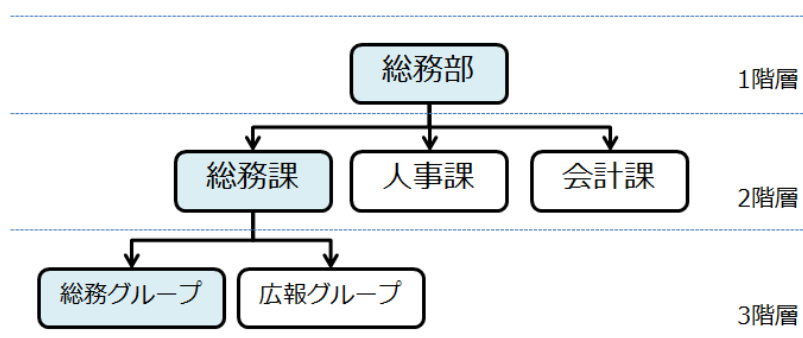 総務部
1階層
総務課
人事課
会計課
2階層
総務グループ
広報グループ
3階層